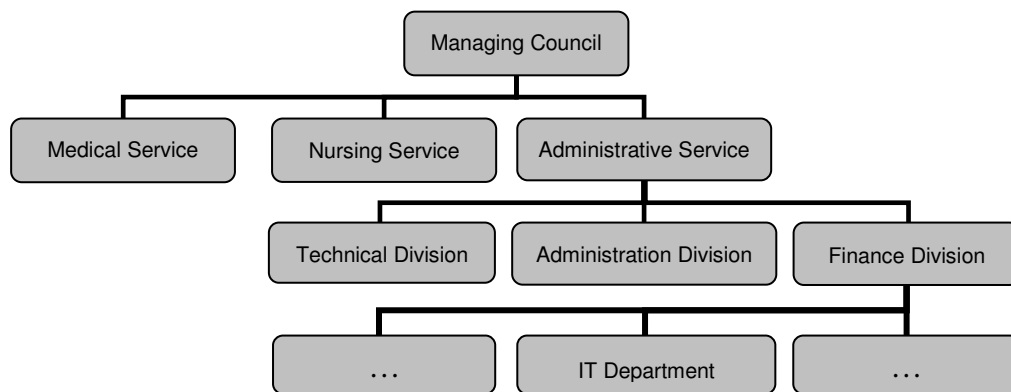 Managing Council
Medical Service
Nursing Service
Administrative Service
Technical Division
Administration Division
Finance Division
...
IT Department
...